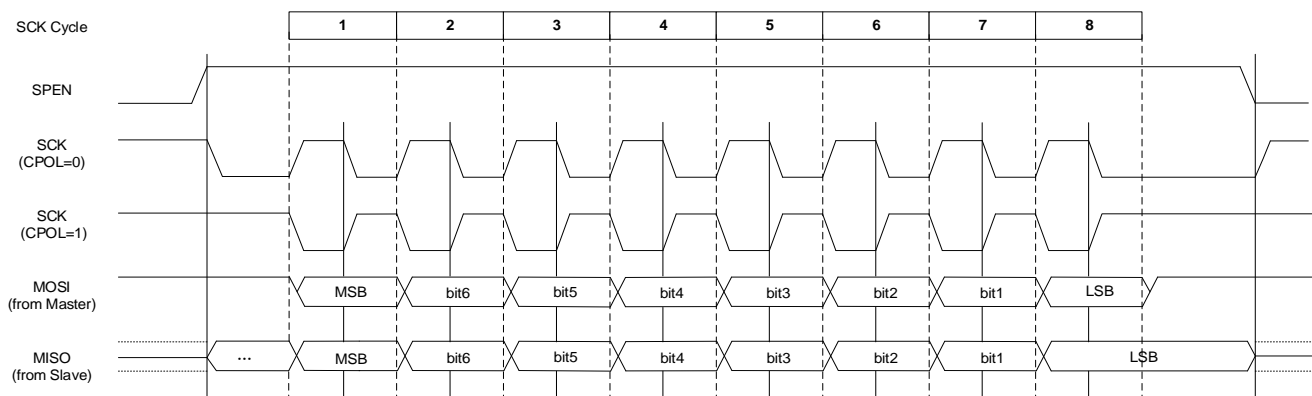 SCK Cycle 1 2 3 4 5 6 7 8
SPEN
SCK
(CPOL=0)
SCK
(CPOL=1)
MOSI
(from Master)
MSB bit6 bit5 bit4 bit3 bit2 bit1 LSB
MISO
(from Slave)
... MSB bit6 bit5 bit4 bit3 bit2 bit1 LSB